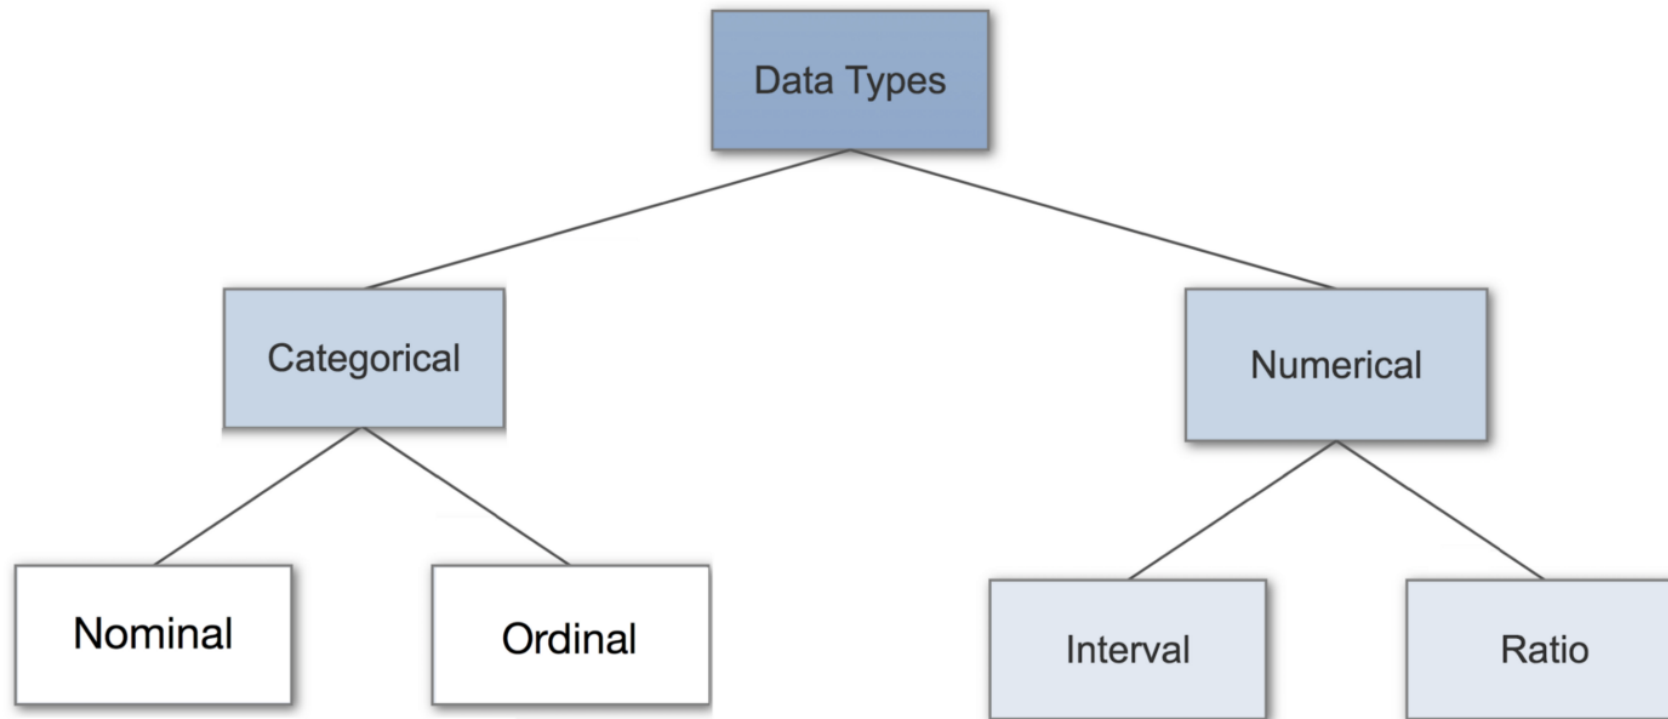 Data Types
Categorical
Numerical
Nominal
Ordinal
Interval
Ratio